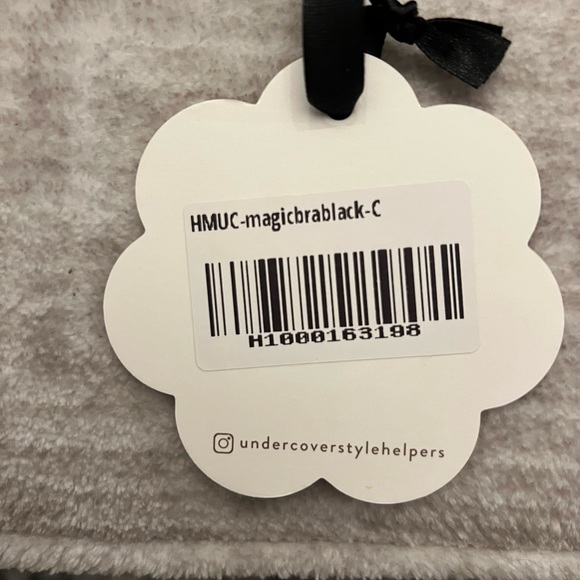 HMUC-magicbrablack-C
H1000163198
undercoverstylehelpers